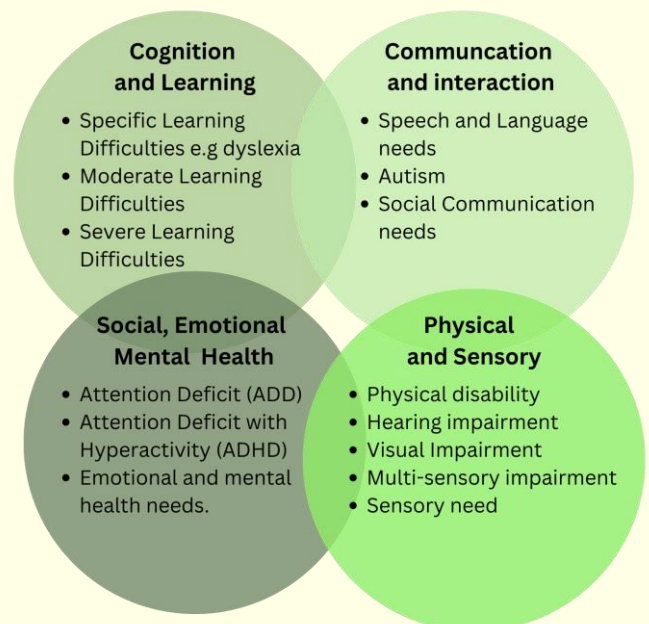 Cognition
and Learning
• Specific Learning
Difficulties e.g dyslexia
• Moderate Learning
Difficulties
• Severe Learning
Difficulties
Communcation
and interaction
• Speech and Language
needs
• Autism
• Social Communication
needs
Social, Emotional
Mental Health
• Attention Deficit (ADD)
• Attention Deficit with
Hyperactivity (ADHD)
• Emotional and mental
health needs.
Physical
and Sensory
• Physical disability
• Hearing impairment
• Visual Impairment
• Multi-sensory impairment
• Sensory need